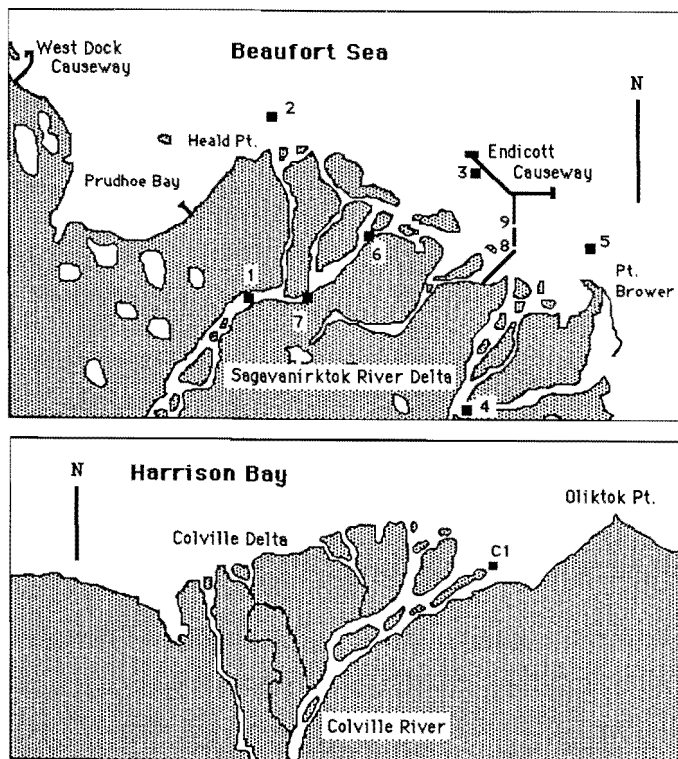 West Dock
Causeway
Beaufort Sea
N
2
Heald Pt.
Endicott
Causeway
3
Prudhoe Bay
9
8
5
6
Pt.
Brower
1
7
Sagavanirktok River Delta
4
N
Harrison Bay
Oliktok Pt.
Colville Delta
C1
Colville River